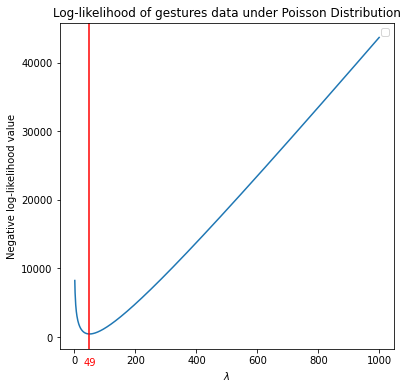 Log-likelihood of gestures data under Poisson Distribution
Negative log-likelihood value
40000
30000
20000
10000
0
0 200 400 600 800 1000
49
λ